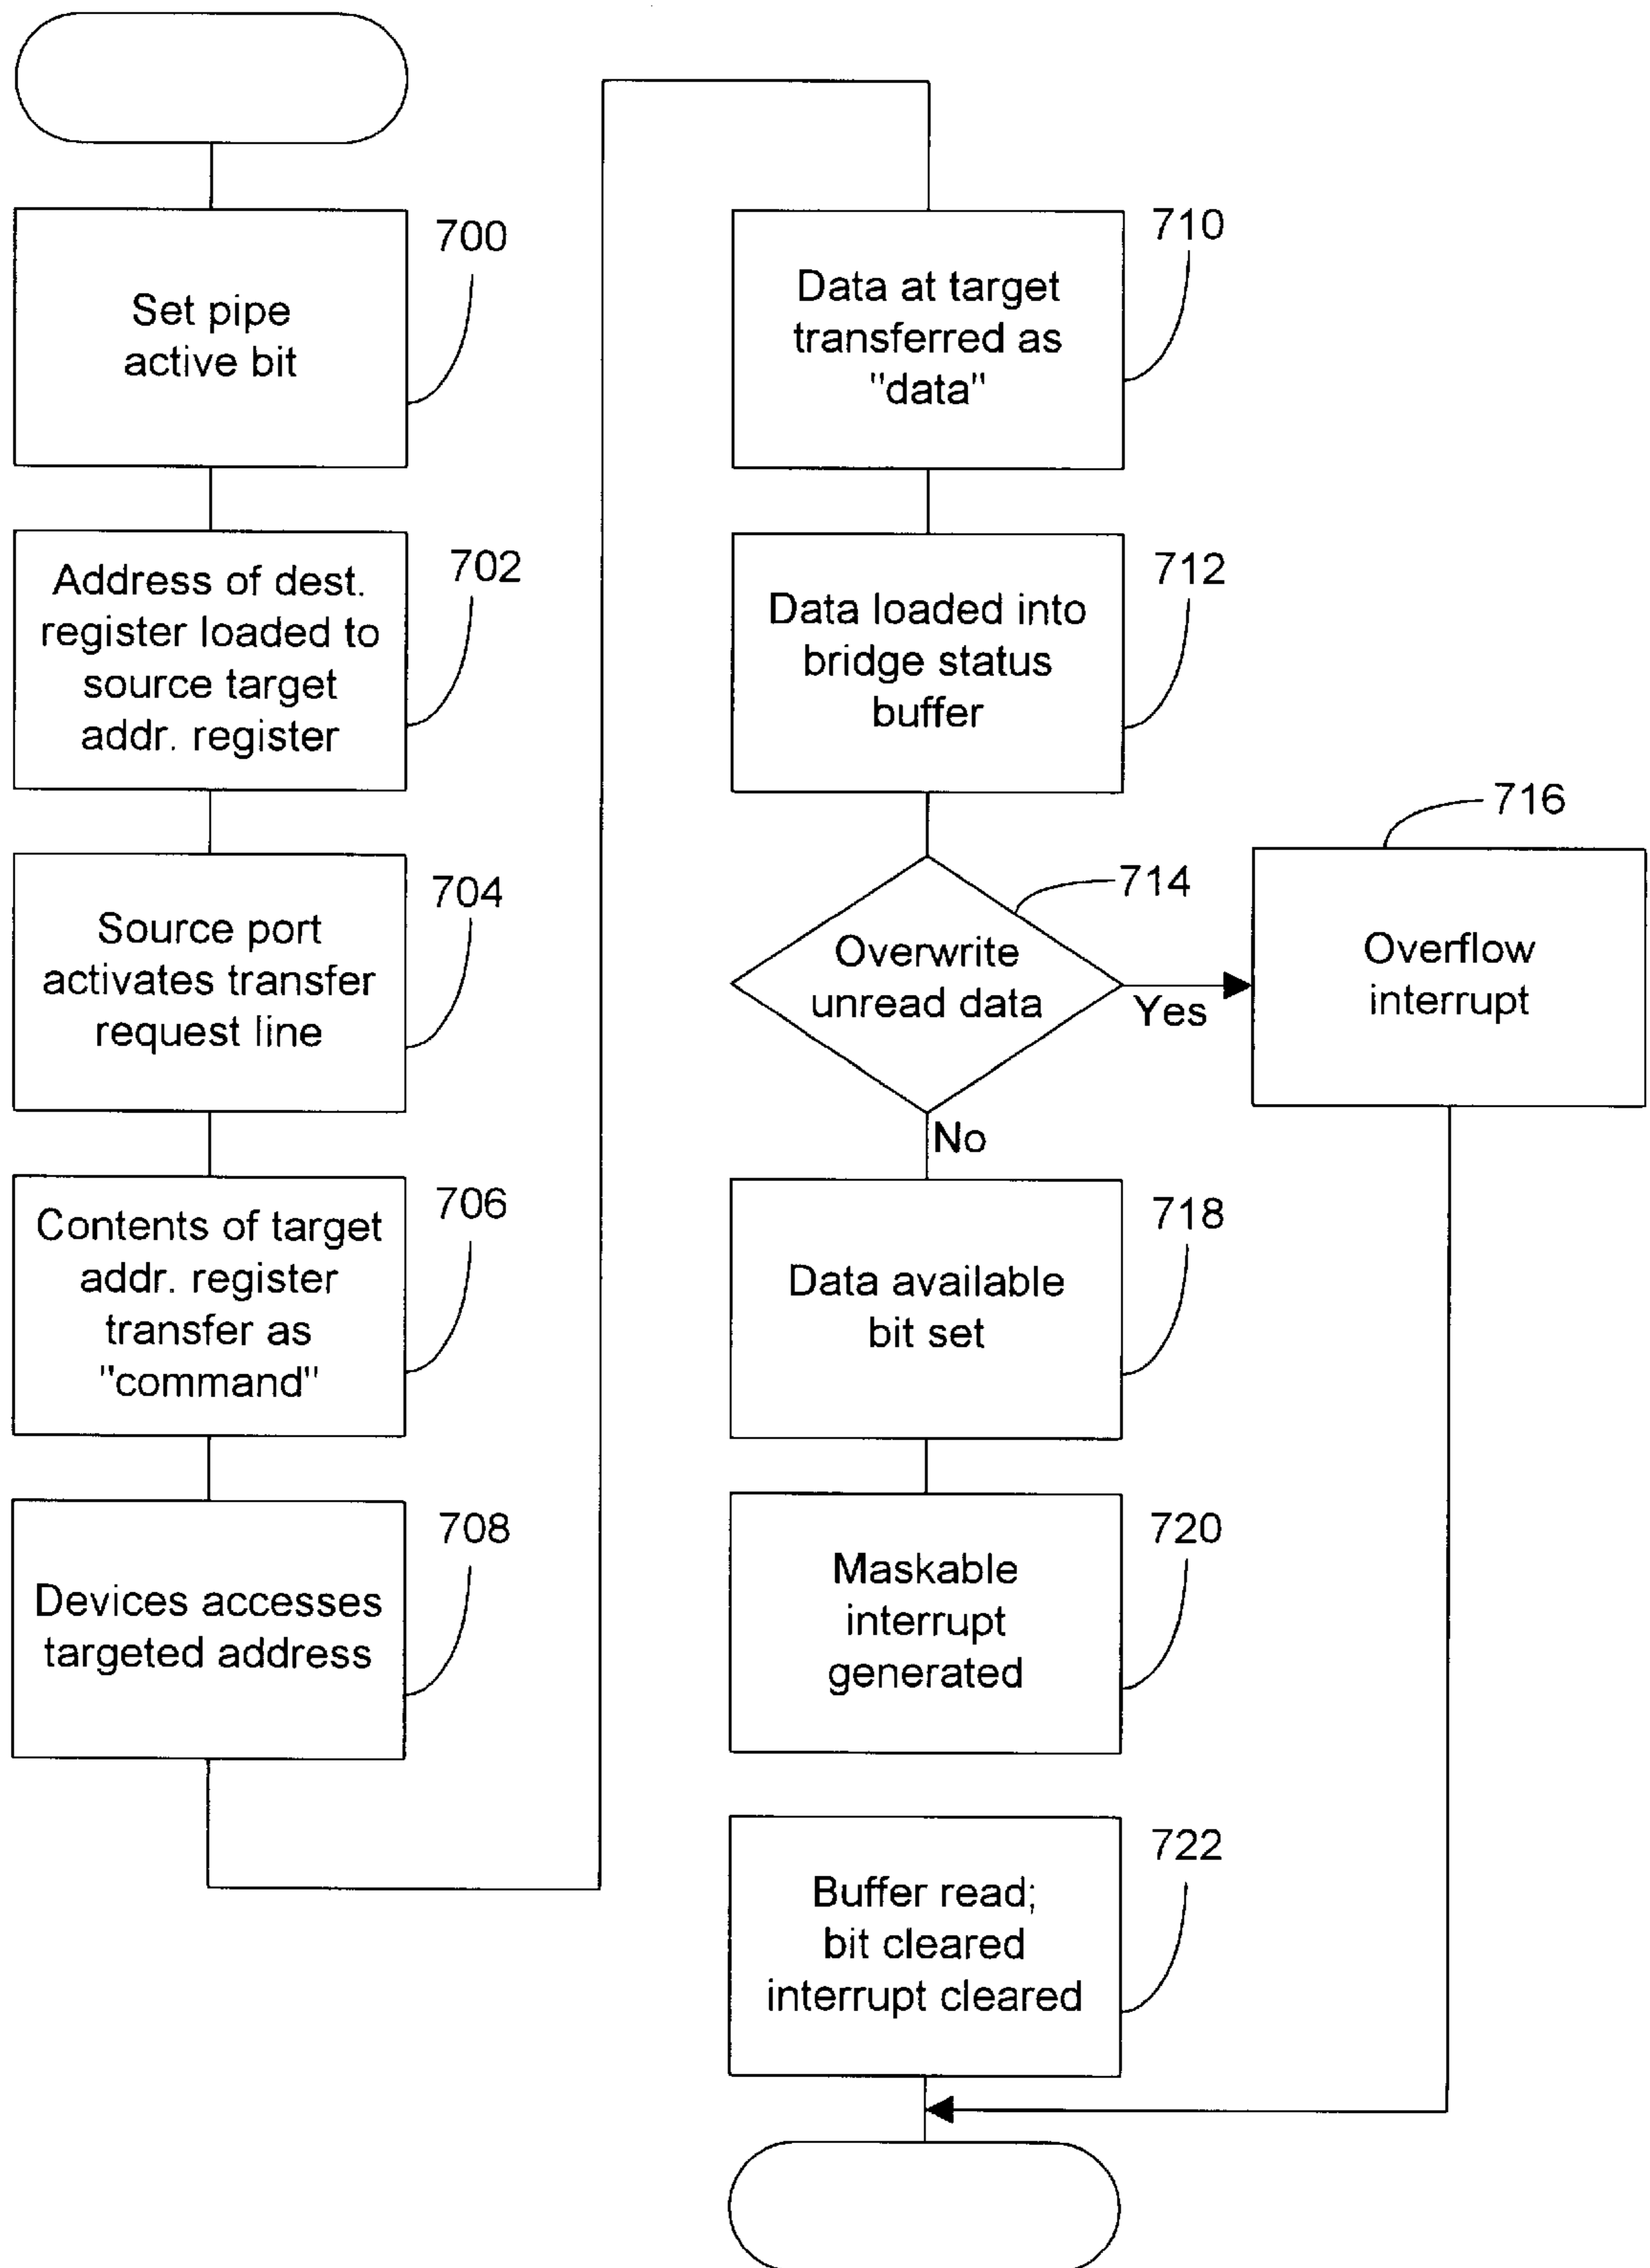 Set pipe
active bit
700
Address of dest.
register loaded to
source target
addr. register
702
Source port
activates transfer
request line
704
Contents of target
addr. register
transfer as
"command"
706
Devices accesses
targeted address
708
Data at target
transferred as
"data"
710
Data loaded into
bridge status
buffer
712
Overwrite
unread data
714
Yes
No
Overflow
interrupt
716
Data available
bit set
718
Maskable
interrupt
generated
720
Buffer read;
bit cleared
interrupt cleared
722